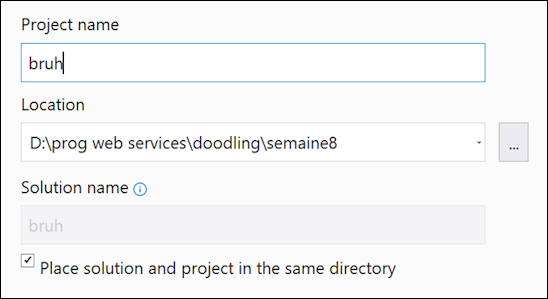 Project name
bruh
Location
D:\prog web services\doodling\semaine8
...
Solution name
bruh
Place solution and project in the same directory